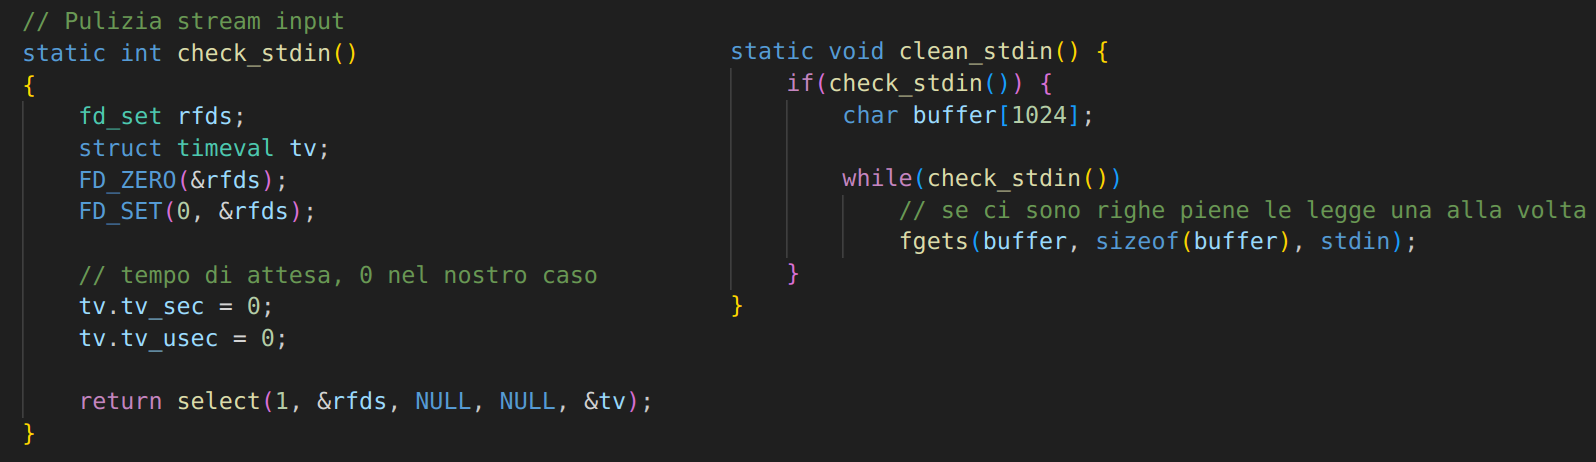 // Pulizia stream input
static int check_stdin()
{
    fd_set rfds;
    struct timeval tv;
    FD_ZERO(&rfds);
    FD_SET(0, &rfds);

    // tempo di attesa, 0 nel nostro caso
    tv.tv_sec = 0;
    tv.tv_usec = 0;

    return select(1, &rfds, NULL, NULL, &tv);
}
static void clean_stdin() {
    if(check_stdin()) {
        char buffer[1024];

        while(check_stdin())
            // se ci sono righe piene le legge una alla volta
            fgets(buffer, sizeof(buffer), stdin);
    }
}